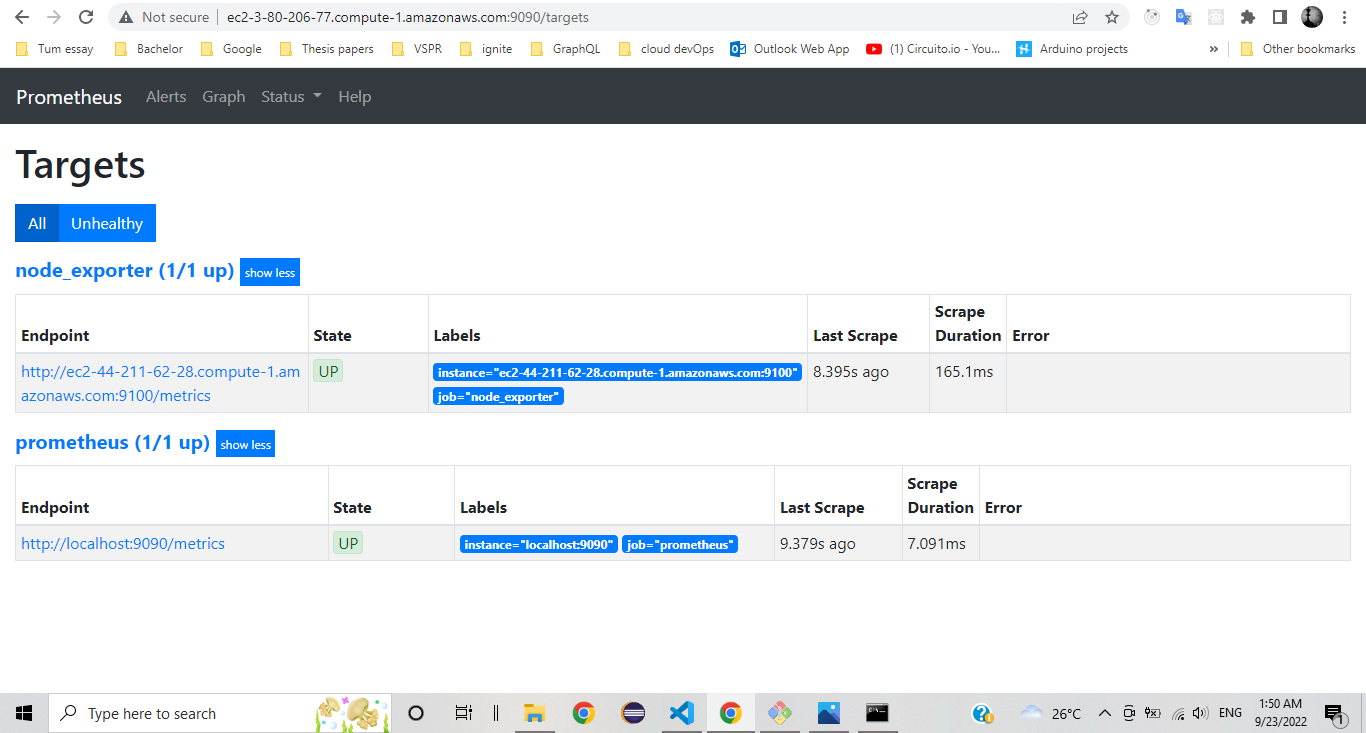 Not secure | ec2-3-80-206-77.compute-1.amazonaws.com:9090/targets
Tum essay Bachelor Google Thesis papers VSPR ignite GraphQL cloud devOps Outlook Web App (1) Circuito.io - You... Arduino projects » Other bookmarks
Prometheus Alerts Graph Status Help
Targets
All Unhealthy
node_exporter (1/1 up) show less
Endpoint State Labels Last Scrape Scrape Duration Error
http://ec2-44-211-62-28.compute-1.am UP instance="ec2-44-211-62-28.compute-1.amazonaws.com:9100" 8.395s ago 165.1ms
azonaws.com:9100/metrics job="node_exporter"
prometheus (1/1 up) show less
Endpoint State Labels Last Scrape Scrape Duration Error
http://localhost:9090/metrics UP instance="localhost:9090" job="prometheus" 9.379s ago 7.091ms
Type here to search 26°C ENG 1:50 AM
9/23/2022 1